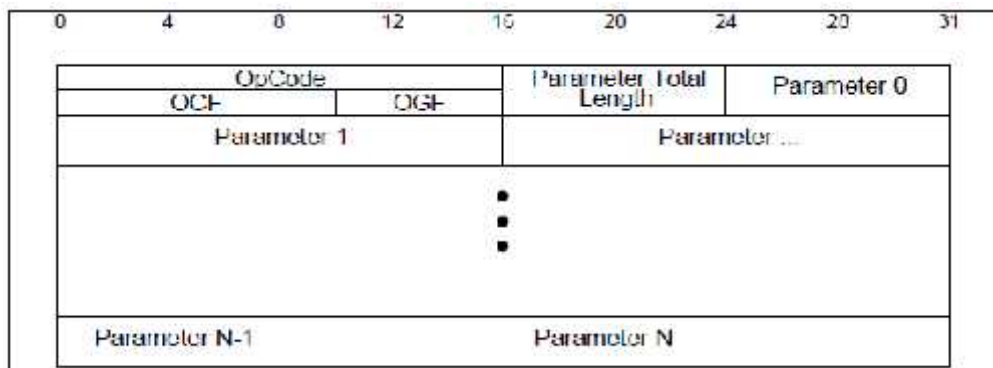 0 4 8 12 16 20 24 28 31
OpCode
Parameter Total Length
Parameter 0
OCF
OGF
Parameter 1
Parameter ...
Parameter N-1
Parameter N